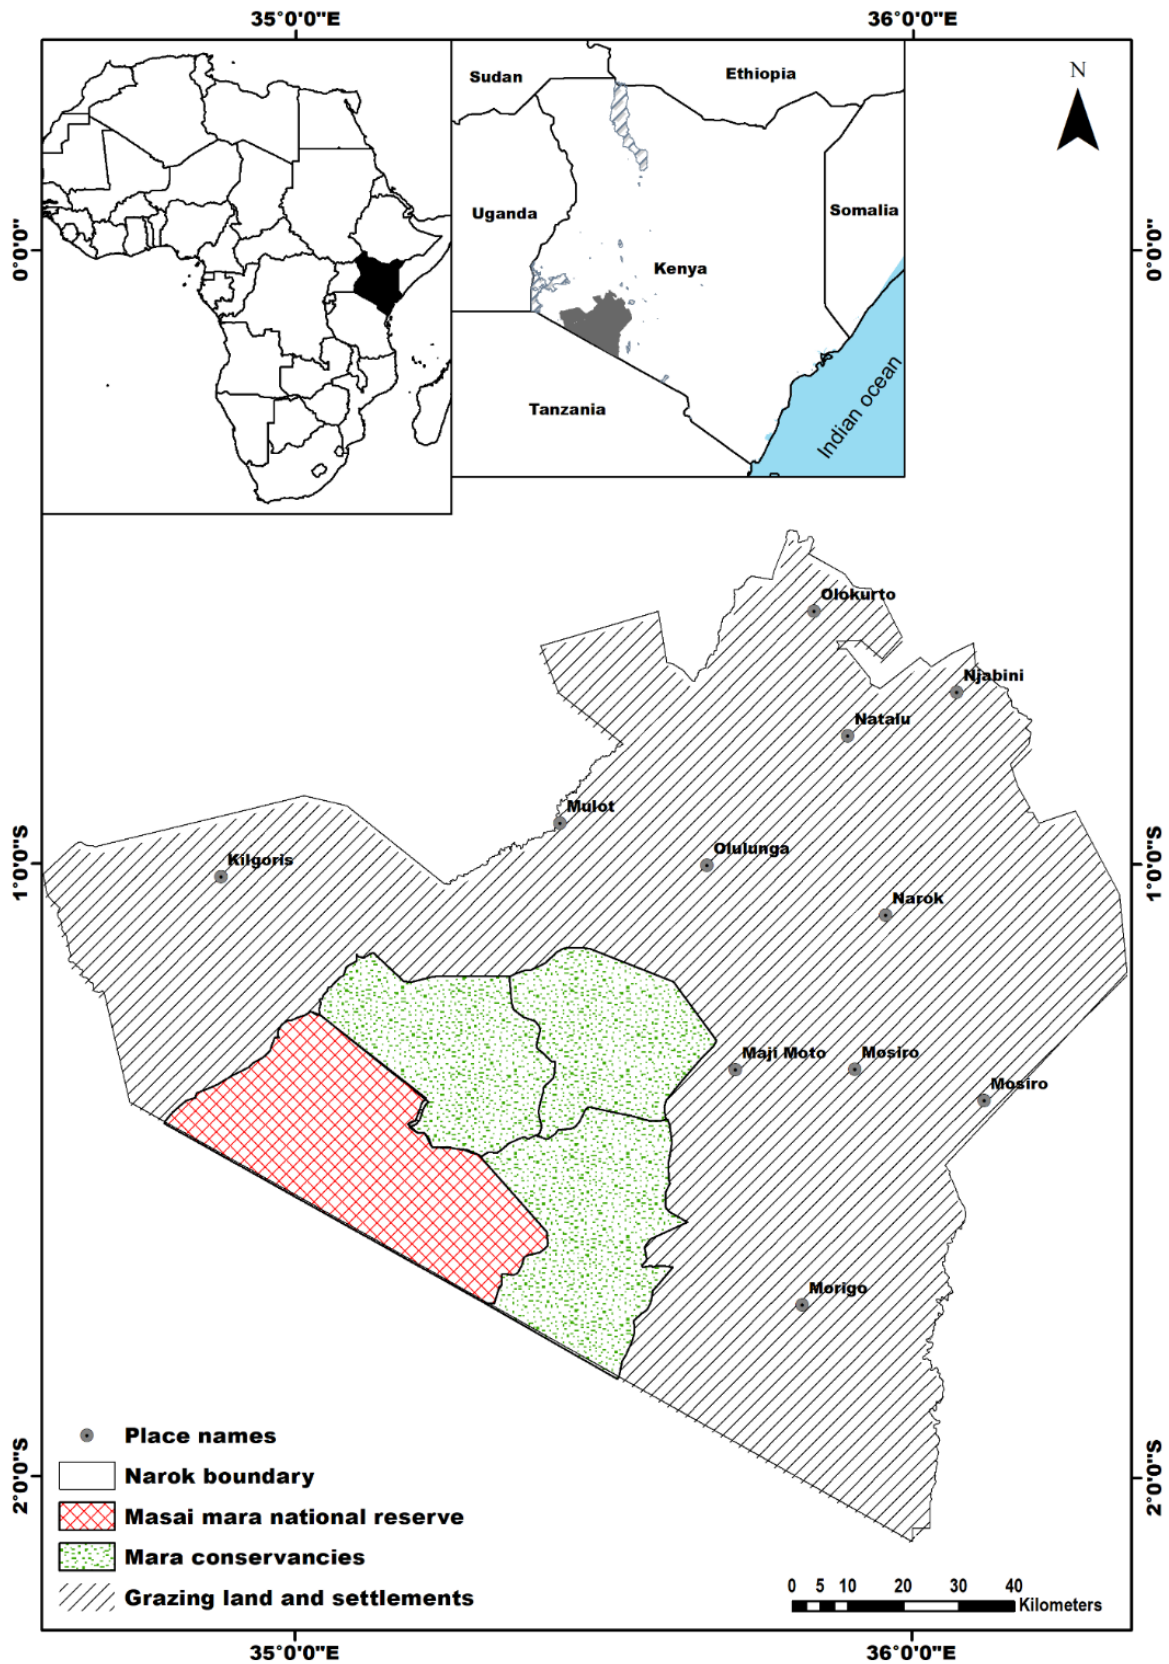 35°0'0"E 36°0'0"E
Sudan
Ethiopia
N
Uganda
Somalia
0°0'0"
0°0'0"
Kenya
Tanzania
Indian ocean
Olokurto
Njabini
Natalu
Mulot
Olulunga
Kilgoris
1°0'0"S
1°0'0"S
Narok
Maji Moto
Mosiro
Mosiro
Morigo
Place names
Narok boundary
2°0'0"S
2°0'0"S
Masai mara national reserve
Mara conservancies
Grazing land and settlements
0 5 10 20 30 40
Kilometers
35°0'0"E 36°0'0"E